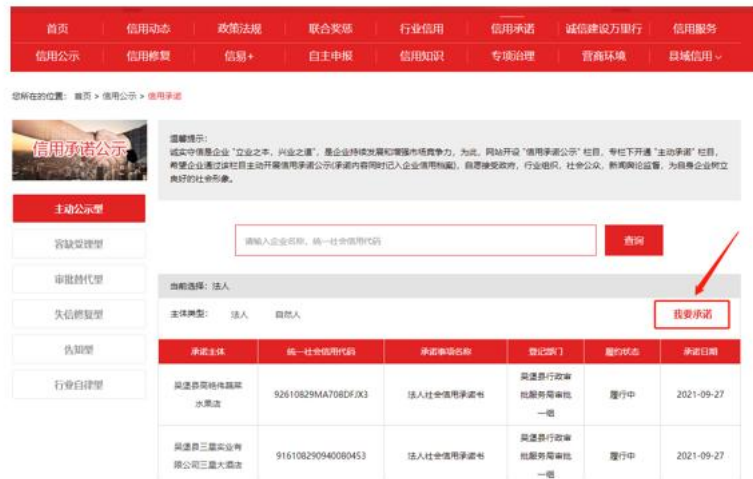 首页 信用动态 政策法规 联合奖惩 行业信用 信用承诺 诚信建设万里行 信用服务
信用公示 信用修复 信易+ 自主申报 信用知识 专项治理 营商环境 县域信用
您所在的位置： 首页 > 信用公示 > 信用承诺
信用承诺公示
温馨提示：
诚实守信是企业“立业之本，兴业之道”，是企业持续发展和增强市场竞争力，为此，网站开设“信用承诺公示”栏目，专栏下开通“主动承诺”栏目，
希望企业通过该栏目主动开展信用承诺公示(承诺内容同时记入企业信用档案)，自愿接受政府，行业组织，社会公众，新闻舆论监督，为自身企业树立
良好的社会形象。
主动公示型
容缺受理型
审批替代型
失信修复型
告知型
行业自律型
请输入企业名称，统一社会信用代码
查询
当前选择：法人
主体类型： 法人 自然人
我要承诺
承诺主体 统一社会信用代码 承诺事项名称 登记部门 履约状态 承诺日期
吴堡县 蔬菜
水果店
92610829MA708DFJX3 法人社会信用承诺书
吴堡县行政审
批服务局审批
一组
履行中 2021-09-27
吴堡县三星实业有
限公司三星大酒店
916108290940080453 法人社会信用承诺书
吴堡县行政审
批服务局审批
一组
履行中 2021-09-27